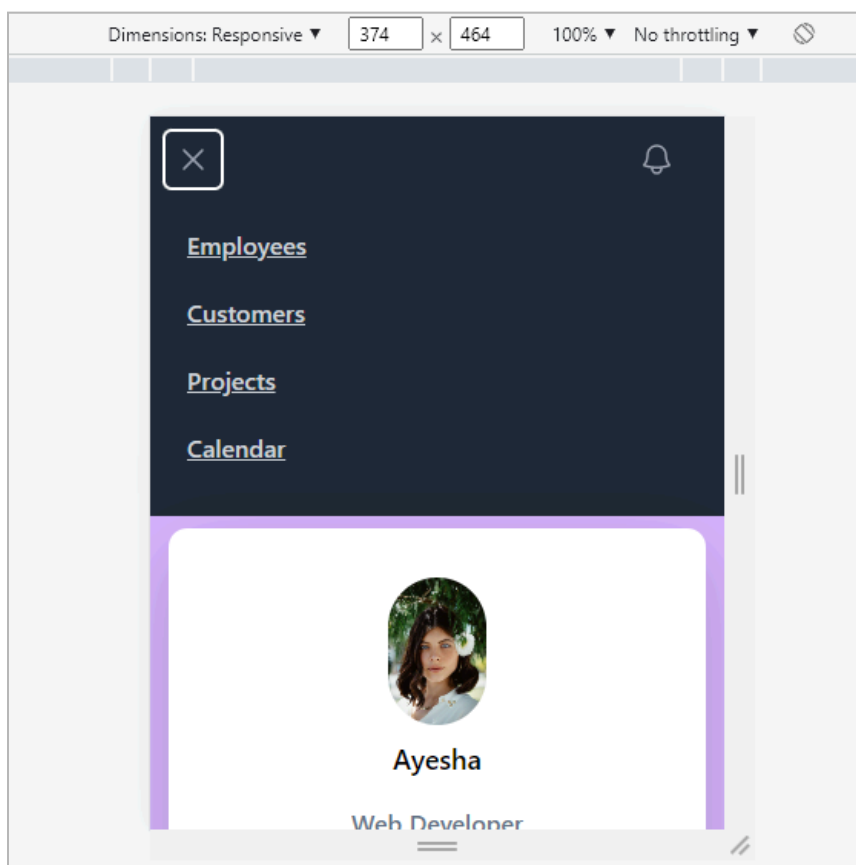 Dimensions: Responsive ▼ 374 × 464 100% ▼ No throttling ▼
Employees
Customers
Projects
Calendar
Ayesha
Web Developer